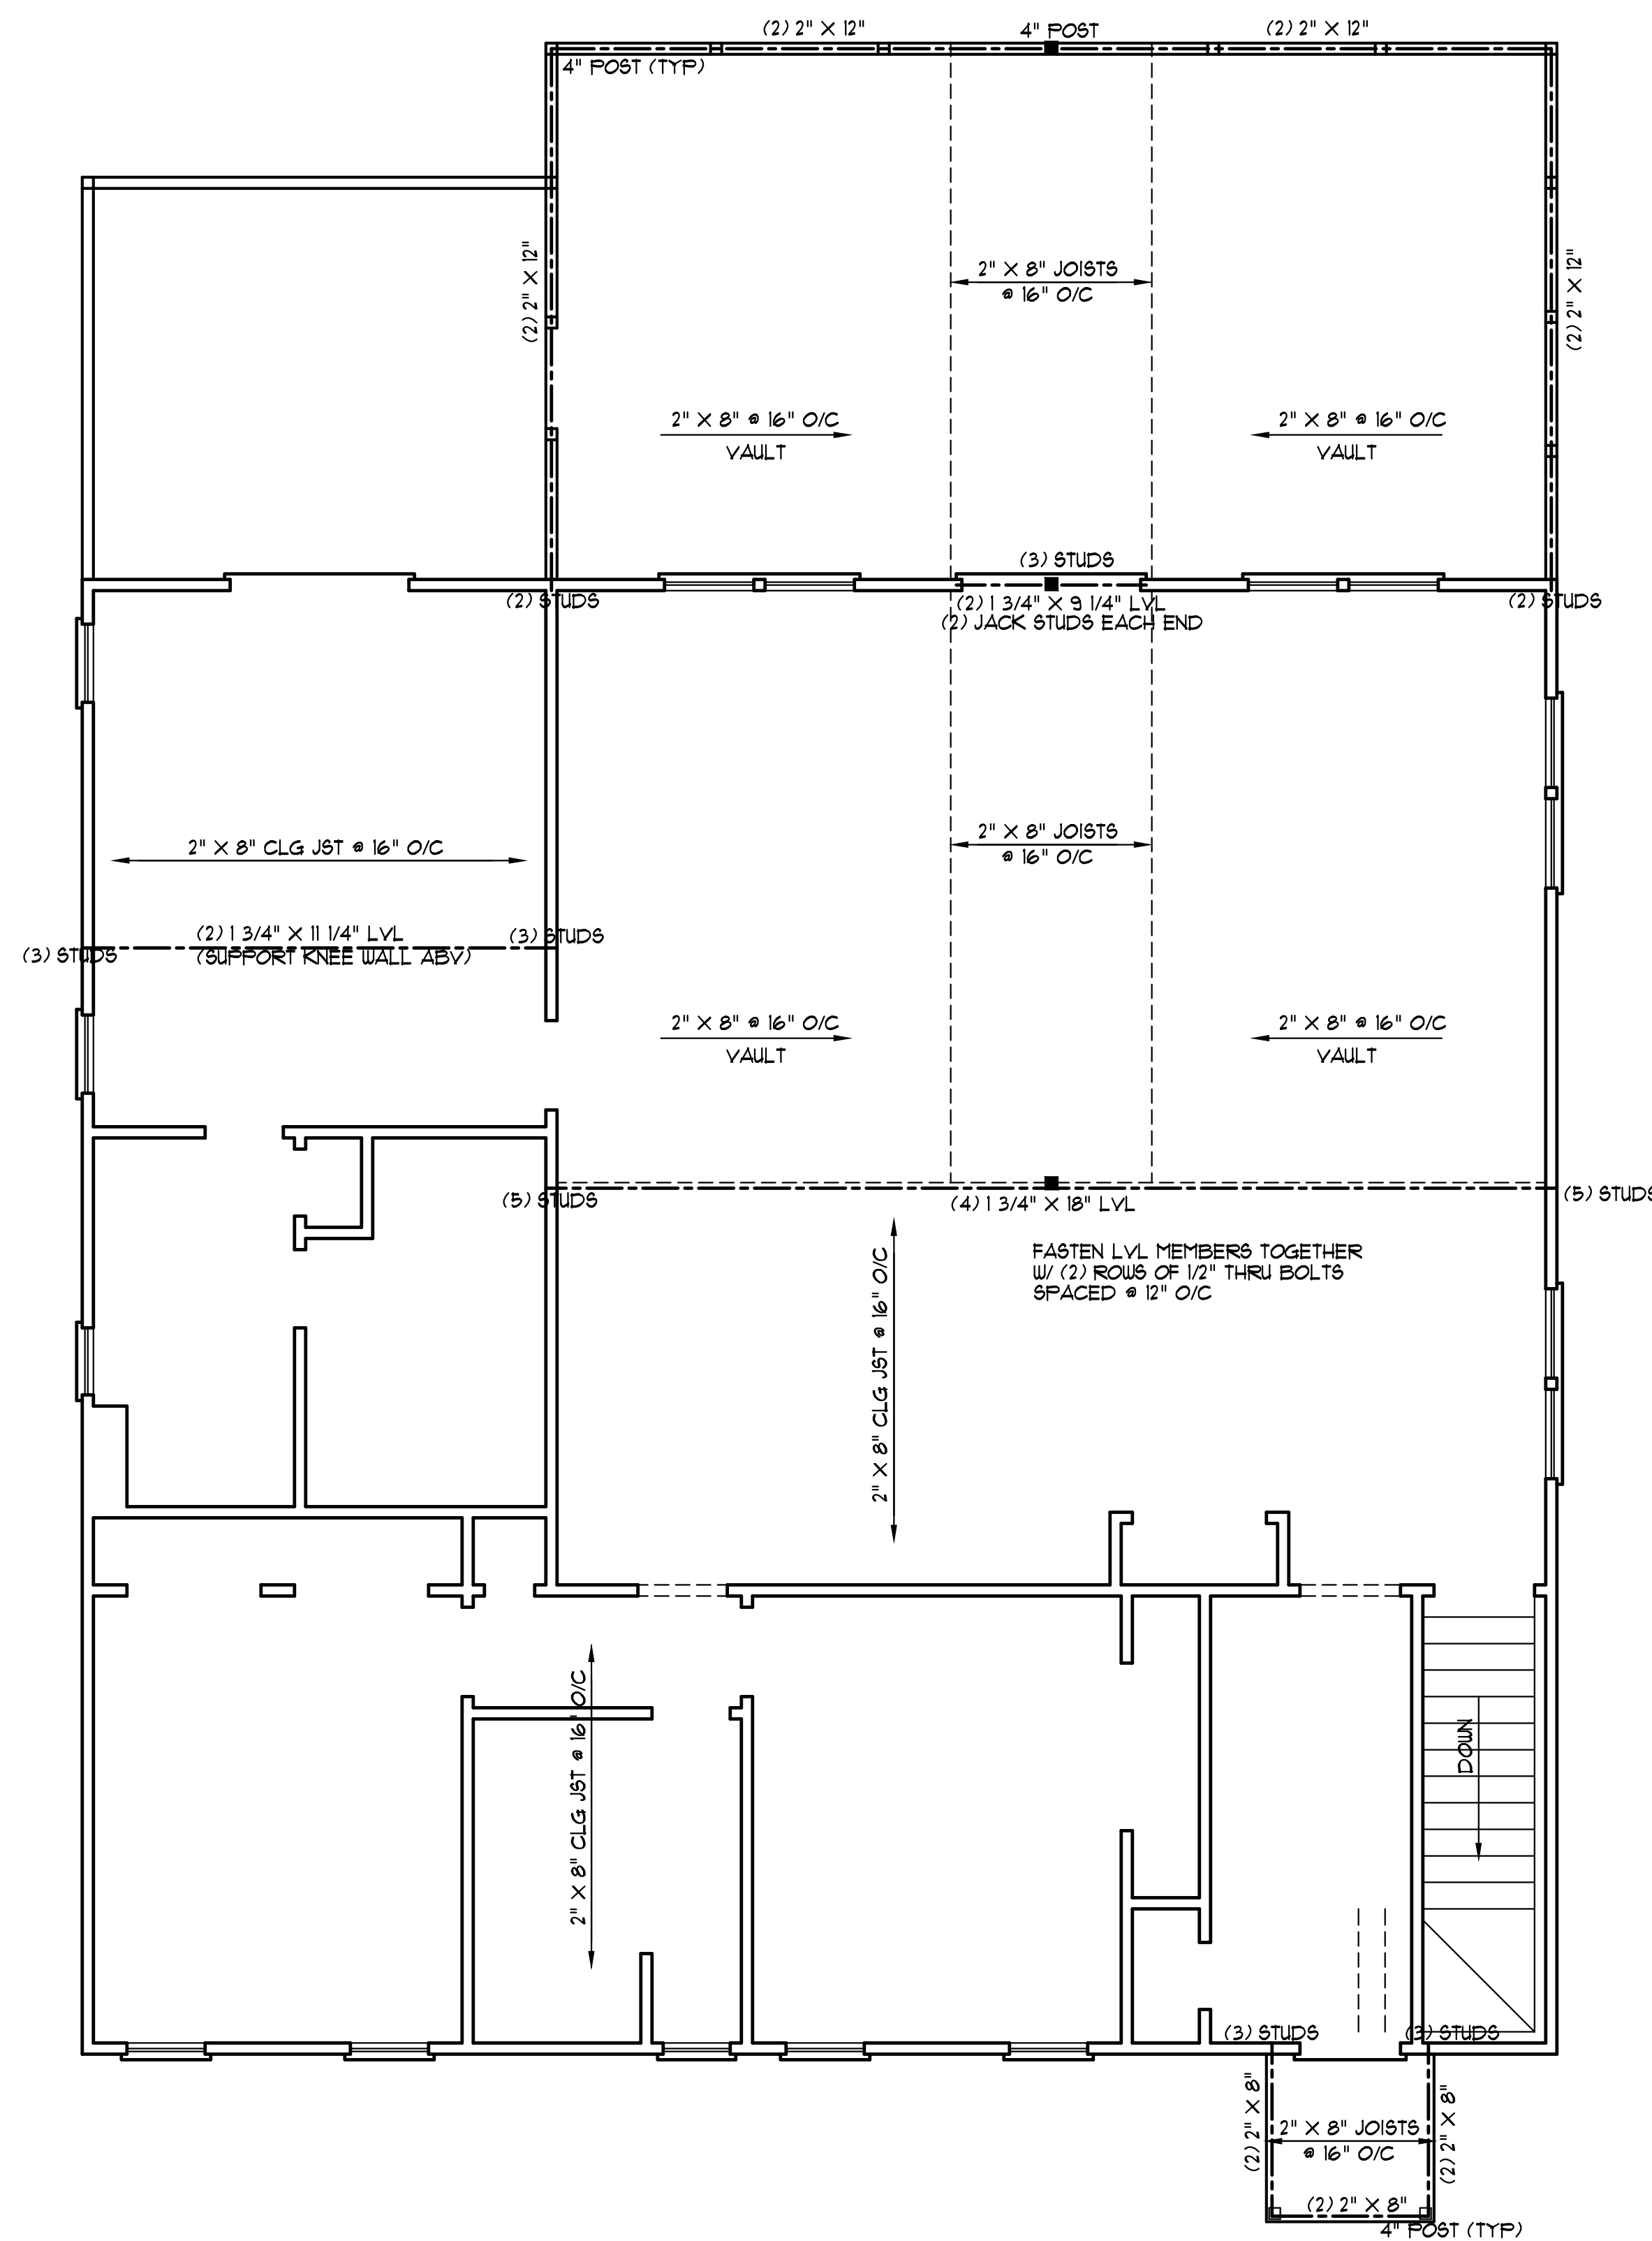 (2) 2" X 12"
4" POST
(2) 2" X 12"
4" POST (TYP)
(2) 2" X 12"
(2) 2" X 12"
2" X 8" JOISTS
@ 16" O/C
2" X 8" @ 16" O/C
VAULT
2" X 8" @ 16" O/C
VAULT
(3) STUDS
(2) STUDS
(2) 1 3/4" X 9 1/4" LVL
(2) JACK STUDS EACH END
(2) STUDS
2" X 8" JOISTS
@ 16" O/C
2" X 8" CLG JST @ 16" O/C
(3) STUDS
(2) 1 3/4" X 11 1/4" LVL
(SUPPORT KNEE WALL ABV)
(3) STUDS
2" X 8" @ 16" O/C
VAULT
2" X 8" @ 16" O/C
VAULT
(5) STUDS
(4) 1 3/4" X 18" LVL
(5) STUDS
FASTEN LVL MEMBERS TOGETHER
W/ (2) ROWS OF 1/2" THRU BOLTS
SPACED @ 12" O/C
2" X 8" CLG JST @ 16" O/C
2" X 8" CLG JST @ 16" O/C
DOWN
(3) STUDS
(3) STUDS
(2) 2" X 8"
2" X 8" JOISTS
@ 16" O/C
(2) 2" X 8"
(2) 2" X 8"
4" POST (TYP)